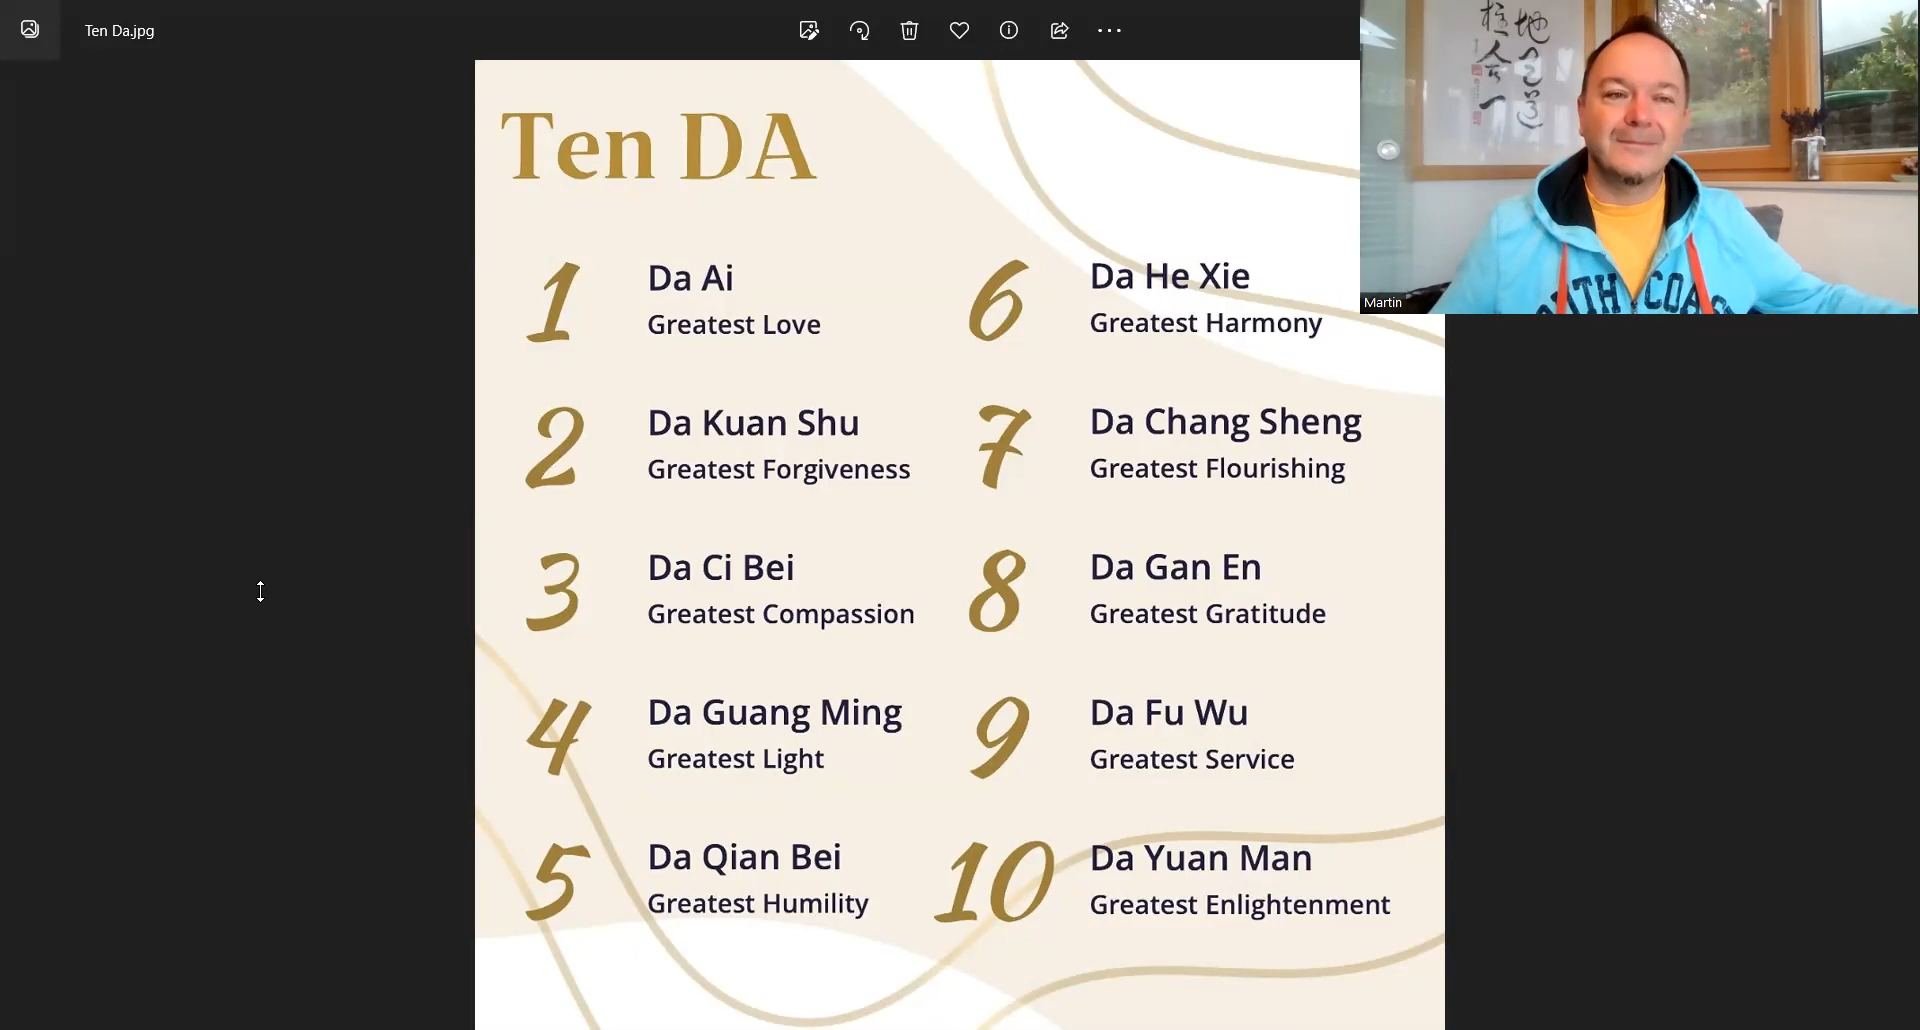 Ten Da.jpg
Ten DA
1
Da Ai
Greatest Love
2
Da Kuan Shu
Greatest Forgiveness
3
Da Ci Bei
Greatest Compassion
4
Da Guang Ming
Greatest Light
5
Da Qian Bei
Greatest Humility
6
Da He Xie
Greatest Harmony
7
Da Chang Sheng
Greatest Flourishing
8
Da Gan En
Greatest Gratitude
9
Da Fu Wu
Greatest Service
10
Da Yuan Man
Greatest Enlightenment
Martin